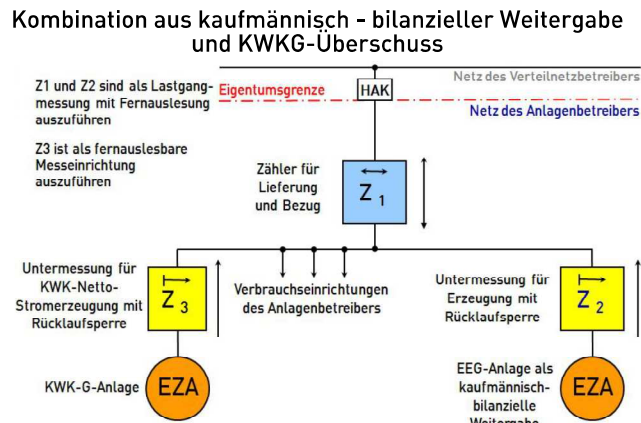 Kombination aus kaufmännisch - bilanzieller Weitergabe
und KWKG-Überschuss
Z1 und Z2 sind als Lastgang-
messung mit Fernauslesung
auszuführen
Z3 ist als fernauslesbare
Messeinrichtung
auszuführen
Eigentumsgrenze
HAK
Netz des Verteilnetzbetreibers
Netz des Anlagenbetreibers
Zähler für
Lieferung
und Bezug
Z 1
Untermessung für
KWK-Netto-
Stromerzeugung mit
Rücklaufsperre
Z 3
Verbrauchseinrichtungen
des Anlagenbetreibers
Untermessung für
Erzeugung mit
Rücklaufsperre
Z 2
KWK-G-Anlage
EZA
EEG-Anlage als
kaufmännisch-
bilanzielle
Weitergabe
EZA